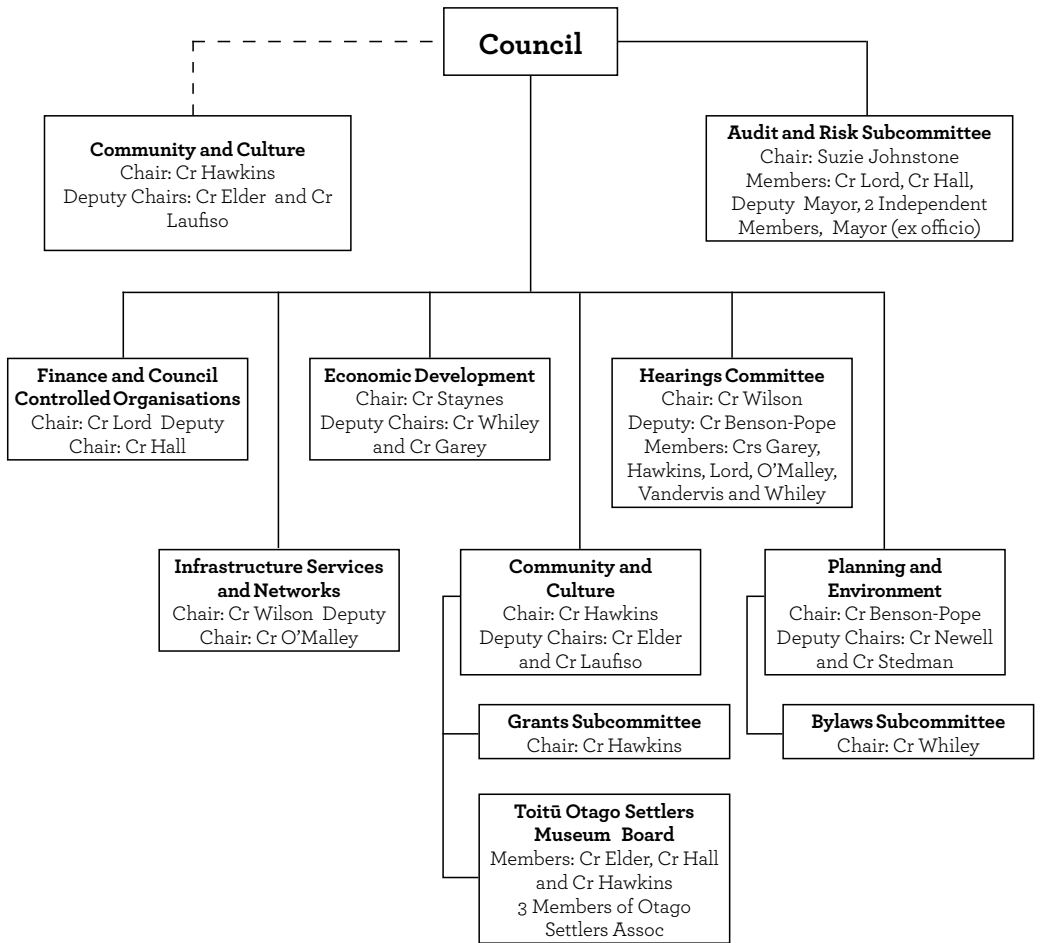 Council
Community and Culture
Chair: Cr Hawkins
Deputy Chairs: Cr Elder and Cr
Laufiso
Audit and Risk Subcommittee
Chair: Suzie Johnstone
Members: Cr Lord, Cr Hall,
Deputy Mayor, 2 Independent
Members, Mayor (ex officio)
Finance and Council
Controlled Organisations
Chair: Cr Lord Deputy
Chair: Cr Hall
Economic Development
Chair: Cr Staynes
Deputy Chairs: Cr Whiley
and Cr Garey
Hearings Committee
Chair: Cr Wilson
Deputy: Cr Benson-Pope
Members: Crs Garey,
Hawkins, Lord, O'Malley,
Vandervis and Whiley
Infrastructure Services
and Networks
Chair: Cr Wilson Deputy
Chair: Cr O'Malley
Community and
Culture
Chair: Cr Hawkins
Deputy Chairs: Cr Elder
and Cr Laufiso
Planning and
Environment
Chair: Cr Benson-Pope
Deputy Chairs: Cr Newell
and Cr Stedman
Grants Subcommittee
Chair: Cr Hawkins
Bylaws Subcommittee
Chair: Cr Whiley
Toitū Otago Settlers
Museum Board
Members: Cr Elder, Cr Hall
and Cr Hawkins
3 Members of Otago
Settlers Assoc